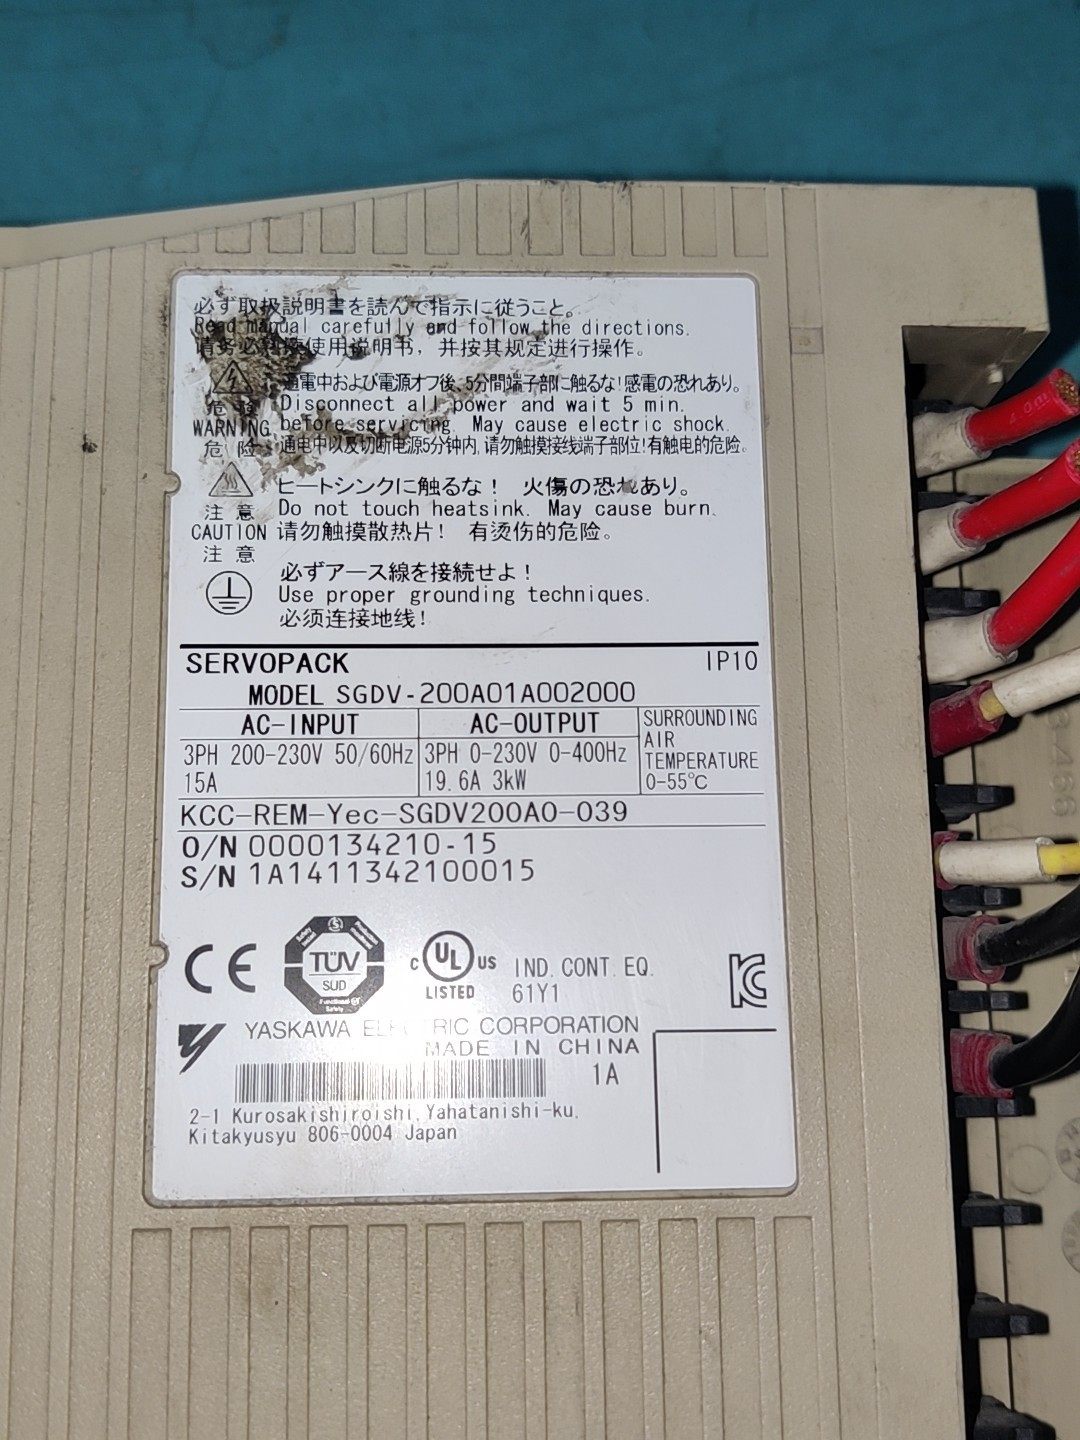 必ず取扱説明書を読んで指示に従うこと。
Read manual carefully and follow the directions.
请务必 使用说明书，并按其规定进行操作。
通電中および電源オフ後、5分間端子部に触るな！感電の恐れあり。
危 険
Disconnect all power and wait 5 min.
WARNING
before servicing. May cause electric shock.
危 险
通电中以及切断电源5分钟内，请勿触摸接线端子部位！有触电的危险。
ヒートシンクに触るな！ 火傷の恐れあり。
注 意
Do not touch heatsink. May cause burn.
CAUTION
请勿触摸散热片！ 有烫伤的危险。
注 意
必ずアース線を接続せよ！
Use proper grounding techniques.
必须连接地线！
SERVOPACK IP10
MODEL SGDV-200A01A002000
AC-INPUT
3PH 200-230V 50/60Hz
15A
AC-OUTPUT
3PH 0-230V 0-400Hz
19.6A 3kW
SURROUNDING
AIR
TEMPERATURE
0-55℃
KCC-REM-Yec-SGDV200A0-039
O/N 0000134210-15
S/N 1A1411342100015
CE
TÜV
SUD
Functional
Safety
c UL US
LISTED
IND. CONT. EQ.
61Y1
YASKAWA ELECTRIC CORPORATION
MADE IN CHINA
1A
2-1 Kurosakishiroishi, Yahatanishi-ku,
Kitakyusyu 806-0004 Japan